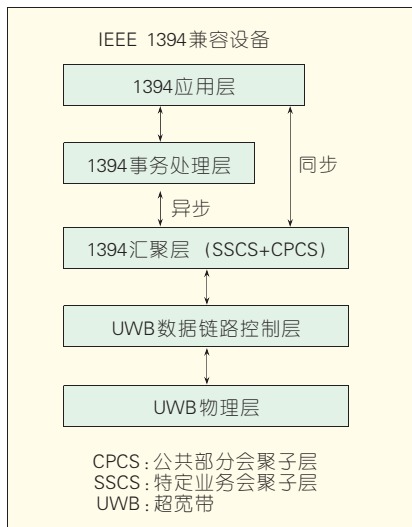 IEEE 1394兼容设备
1394应用层
1394事务处理层
同步
异步
1394汇聚层 (SSCS+CPCS)
UWB数据链路控制层
UWB物理层
CPCS:公共部分会聚子层
SSCS:特定业务会聚子层
UWB:超宽带